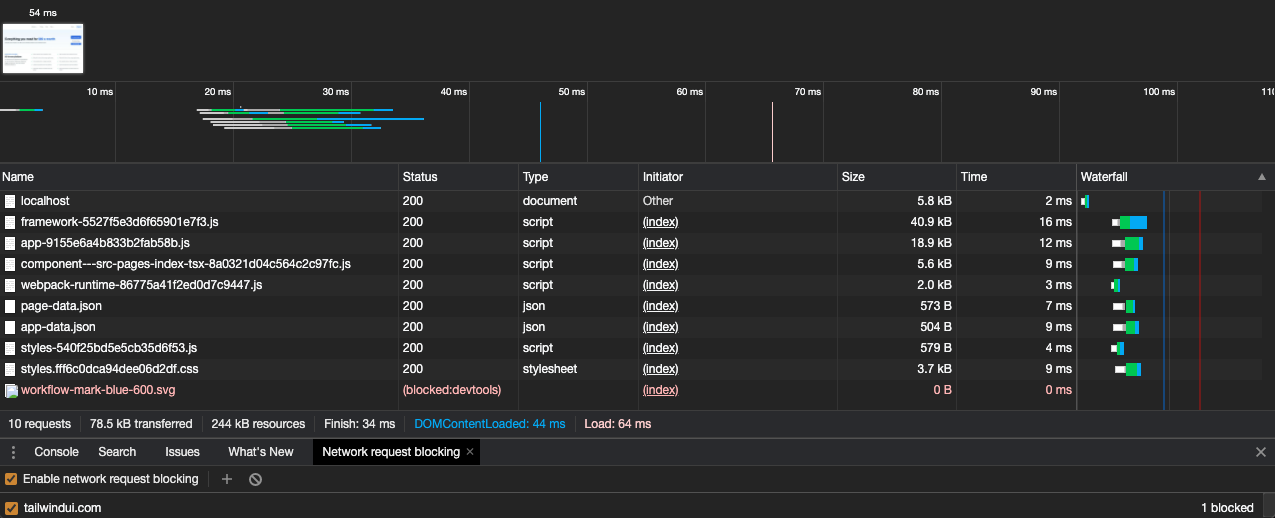 54 ms
10 ms 20 ms 30 ms 40 ms 50 ms 60 ms 70 ms 80 ms 90 ms 100 ms 110
Name Status Type Initiator Size Time Waterfall
localhost 200 document Other 5.8 kB 2 ms
framework-5527f5e3d6f65901e7f3.js 200 script (index) 40.9 kB 16 ms
app-9155e6a4b833b2fab58b.js 200 script (index) 18.9 kB 12 ms
component---src-pages-index-tsx-8a0321d04c564c2c97fc.js 200 script (index) 5.6 kB 9 ms
webpack-runtime-86775a41f2ed0d7c9447.js 200 script (index) 2.0 kB 3 ms
page-data.json 200 json (index) 573 B 7 ms
app-data.json 200 json (index) 504 B 9 ms
styles-540f25bd5e5cb35d6f53.js 200 script (index) 579 B 4 ms
styles.fff6c0dca94dee06d2df.css 200 stylesheet (index) 3.7 kB 9 ms
workflow-mark-blue-600.svg (blocked:devtools) (index) 0 B 0 ms
10 requests 78.5 kB transferred 244 kB resources Finish: 34 ms DOMContentLoaded: 44 ms Load: 64 ms
Console Search Issues What's New Network request blocking
Enable network request blocking
tailwindui.com 1 blocked